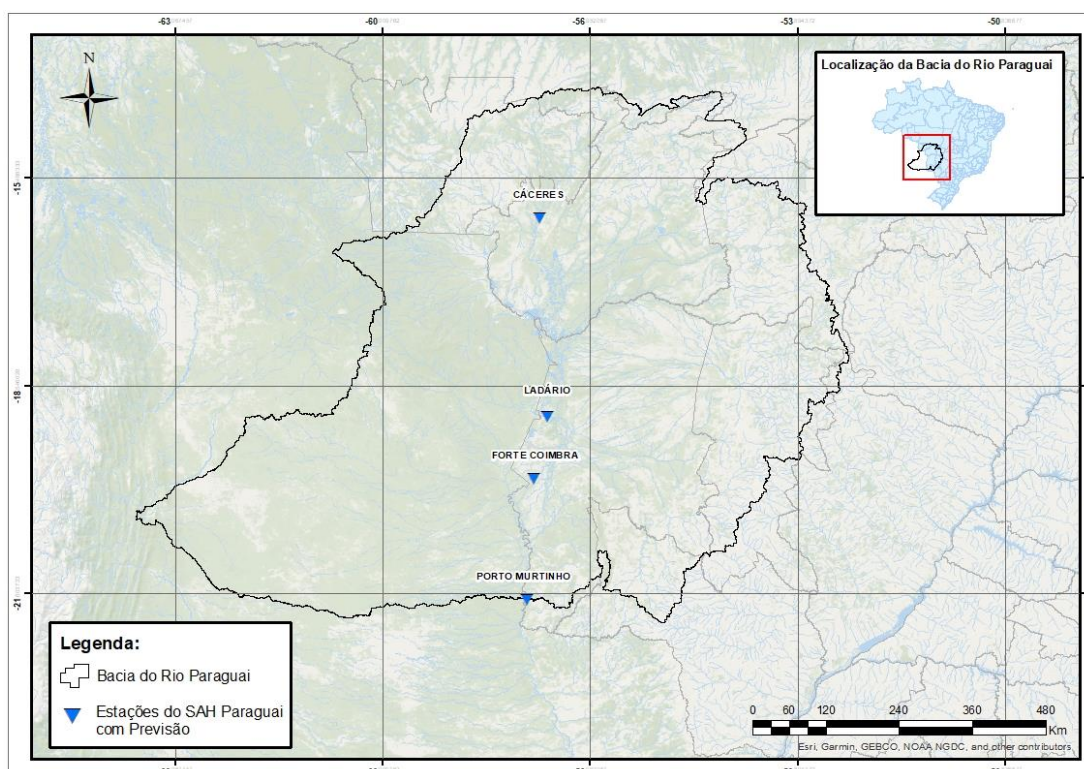 -63
-60
-56
-53
-50
N
Localização da Bacia do Rio Paraguai
-15
CÁCERES
-18
LADÁRIO
FORTE COIMBRA
PORTO MURTINHO
-21
Legenda:
Bacia do Rio Paraguai
Estações do SAH Paraguai
com Previsão
0 60 120 240 360 480
Km
Esri, Garmin, GEBCO, NOAA NGDC, and other contributors